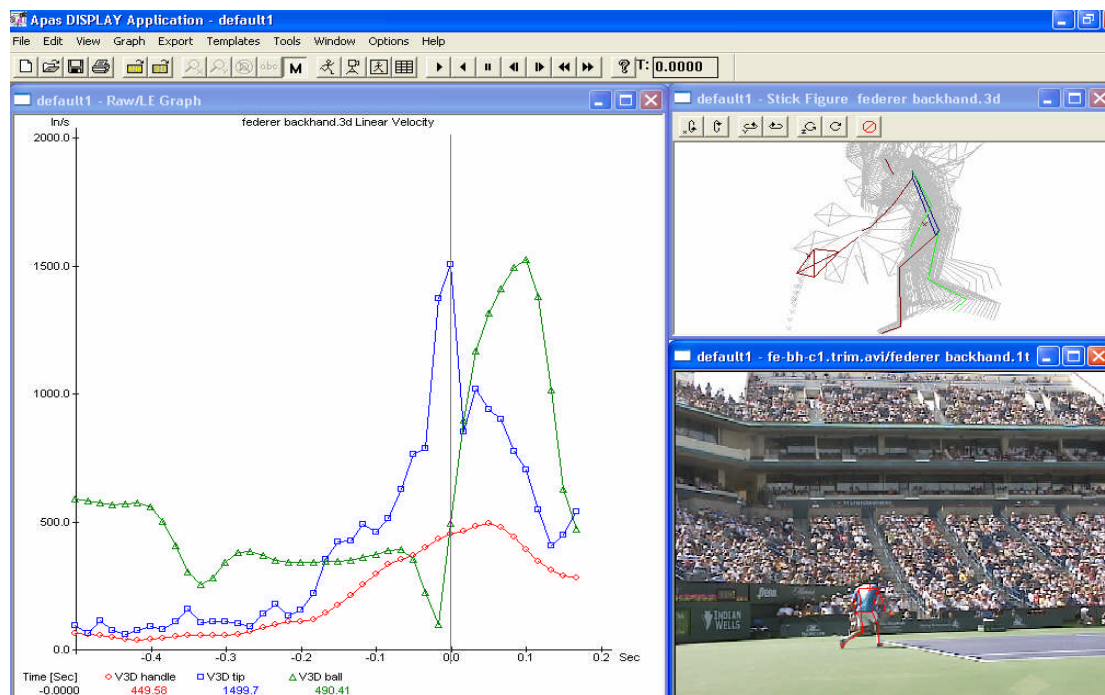 Apas DISPLAY Application - default1
File Edit View Graph Export Templates Tools Window Options Help
abc M T: 0.0000
default1 - Raw/LE Graph
In/s
federer backhand.3d Linear Velocity
2000.0
1500.0
1000.0
500.0
0.0
-0.4 -0.3 -0.2 -0.1 0.0 0.1 0.2 Sec
Time [Sec] V3D handle V3D tip V3D ball
-0.0000 449.58 1499.7 490.41
default1 - Stick Figure federer backhand.3d
default1 - fe-bh-c1.trim.avi/federer backhand.1t
INDIAN
WELLS
Penn